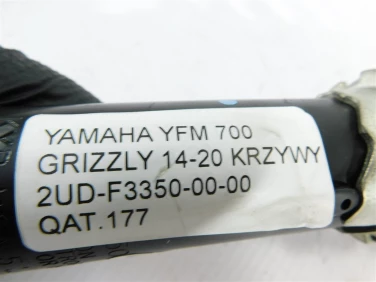 YAMAHA YFM 700
GRIZZLY 14-20 KRZYWY
2UD-F3350-00-00
QAT.177